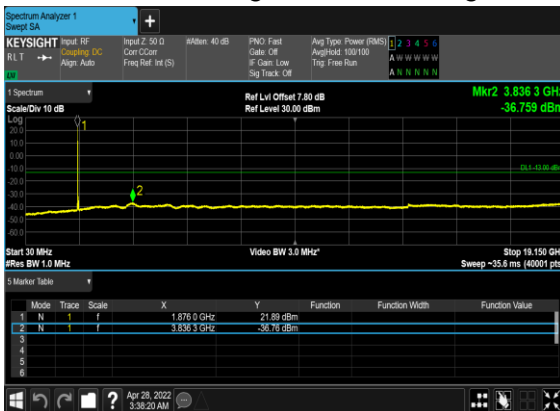 Spectrum Analyzer 1
Swept SA
+
KEYSIGHT Input: RF Input Z: 50 Ω #Atten: 40 dB PNO: Fast Avg Type: Power (RMS) 1 2 3 4 5 6
RLT Coupling: DC Corr CCorr Gate: Off Avg|Hold: 100/100 A W W W W W
Align: Auto Freq Ref: Int (S) IF Gain: Low Trig: Free Run
Sig Track: Off A N N N N N
LV
1 Spectrum Ref Lvl Offset 7.80 dB Mkr2 3.836 3 GHz
Scale/Div 10 dB Ref Level 30.00 dBm -36.759 dBm
Log
20.0
10.0
0.00
-10.0
DL1 -13.00 dBm
-20.0
-30.0
-40.0
-50.0
-60.0
1
2
Start 30 MHz Video BW 3.0 MHz* Stop 19.150 GH
#Res BW 1.0 MHz Sweep ~35.6 ms (40001 pts
5 Marker Table
Mode Trace Scale X Y Function Function Width Function Value
1 N 1 f 1.876 0 GHz 21.89 dBm
2 N 1 f 3.836 3 GHz -36.76 dBm
3
4
5
6
? Apr 28, 2022
3:38:20 AM